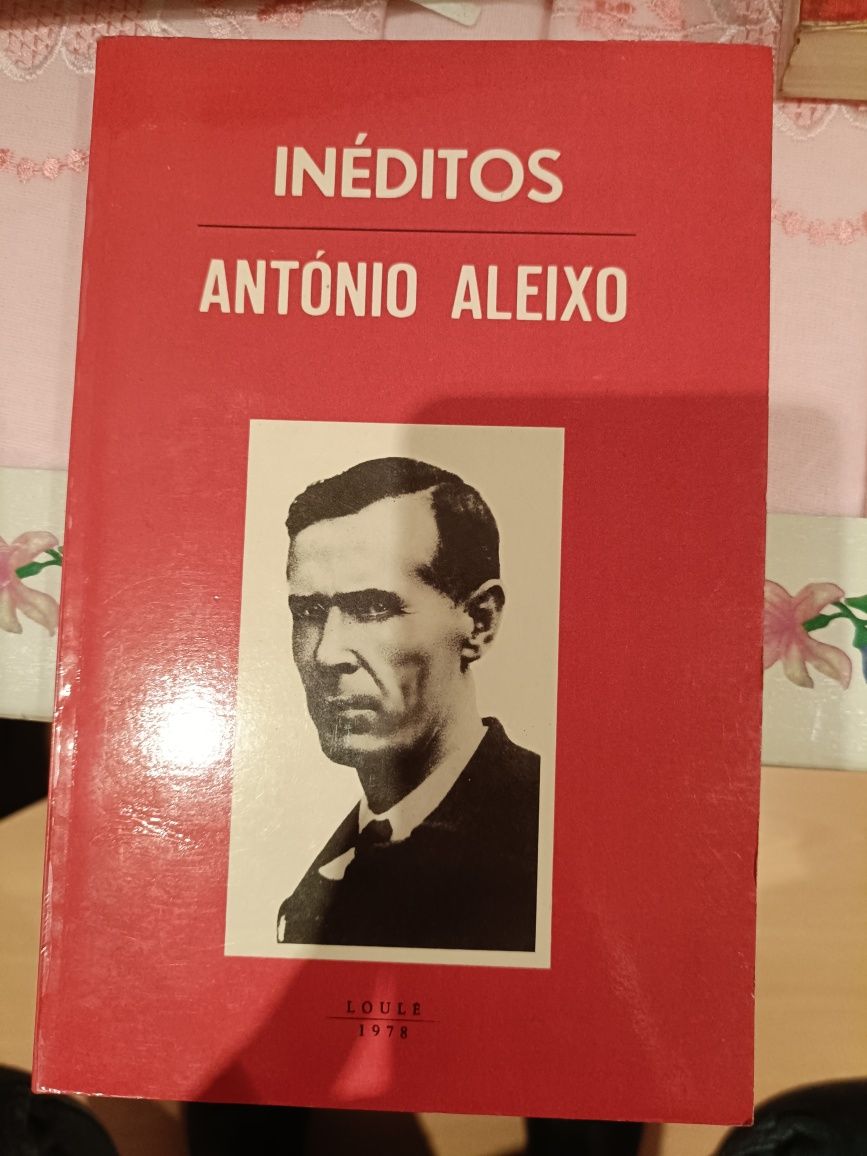 INÉDITOS
ANTÓNIO ALEIXO
LOULÉ
1978